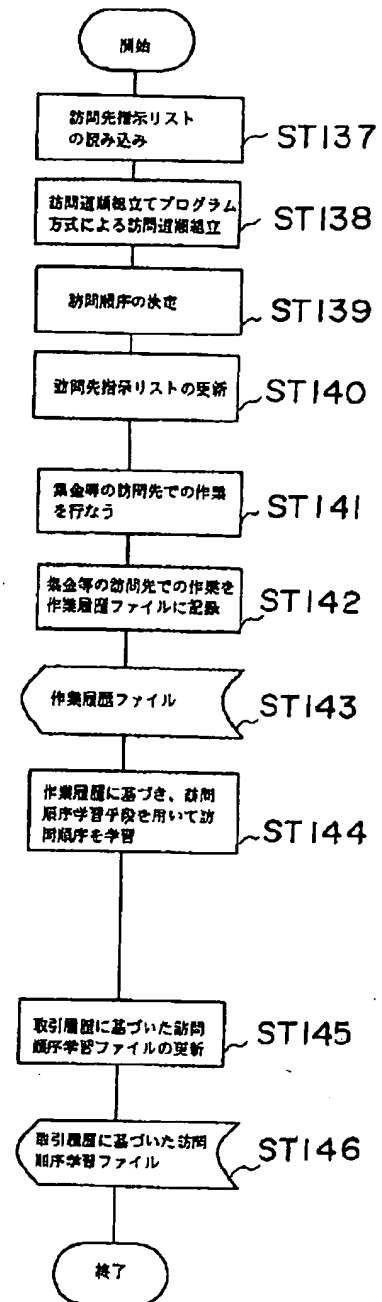 開始
訪問先指示リスト
の読み込み
ST137
訪問道順組立てプログラム
方式による訪問道順組立
ST138
訪問順序の決定
ST139
訪問先指示リストの更新
ST140
集金等の訪問先での作業
を行なう
ST141
集金等の訪問先での作業を
作業履歴ファイルに記録
ST142
作業履歴ファイル
ST143
作業履歴に基づき、訪問
順序学習手段を用いて訪
問順序を学習
ST144
取引履歴に基づいた訪問
順序学習ファイルの更新
ST145
取引履歴に基づいた訪問
順序学習ファイル
ST146
終了